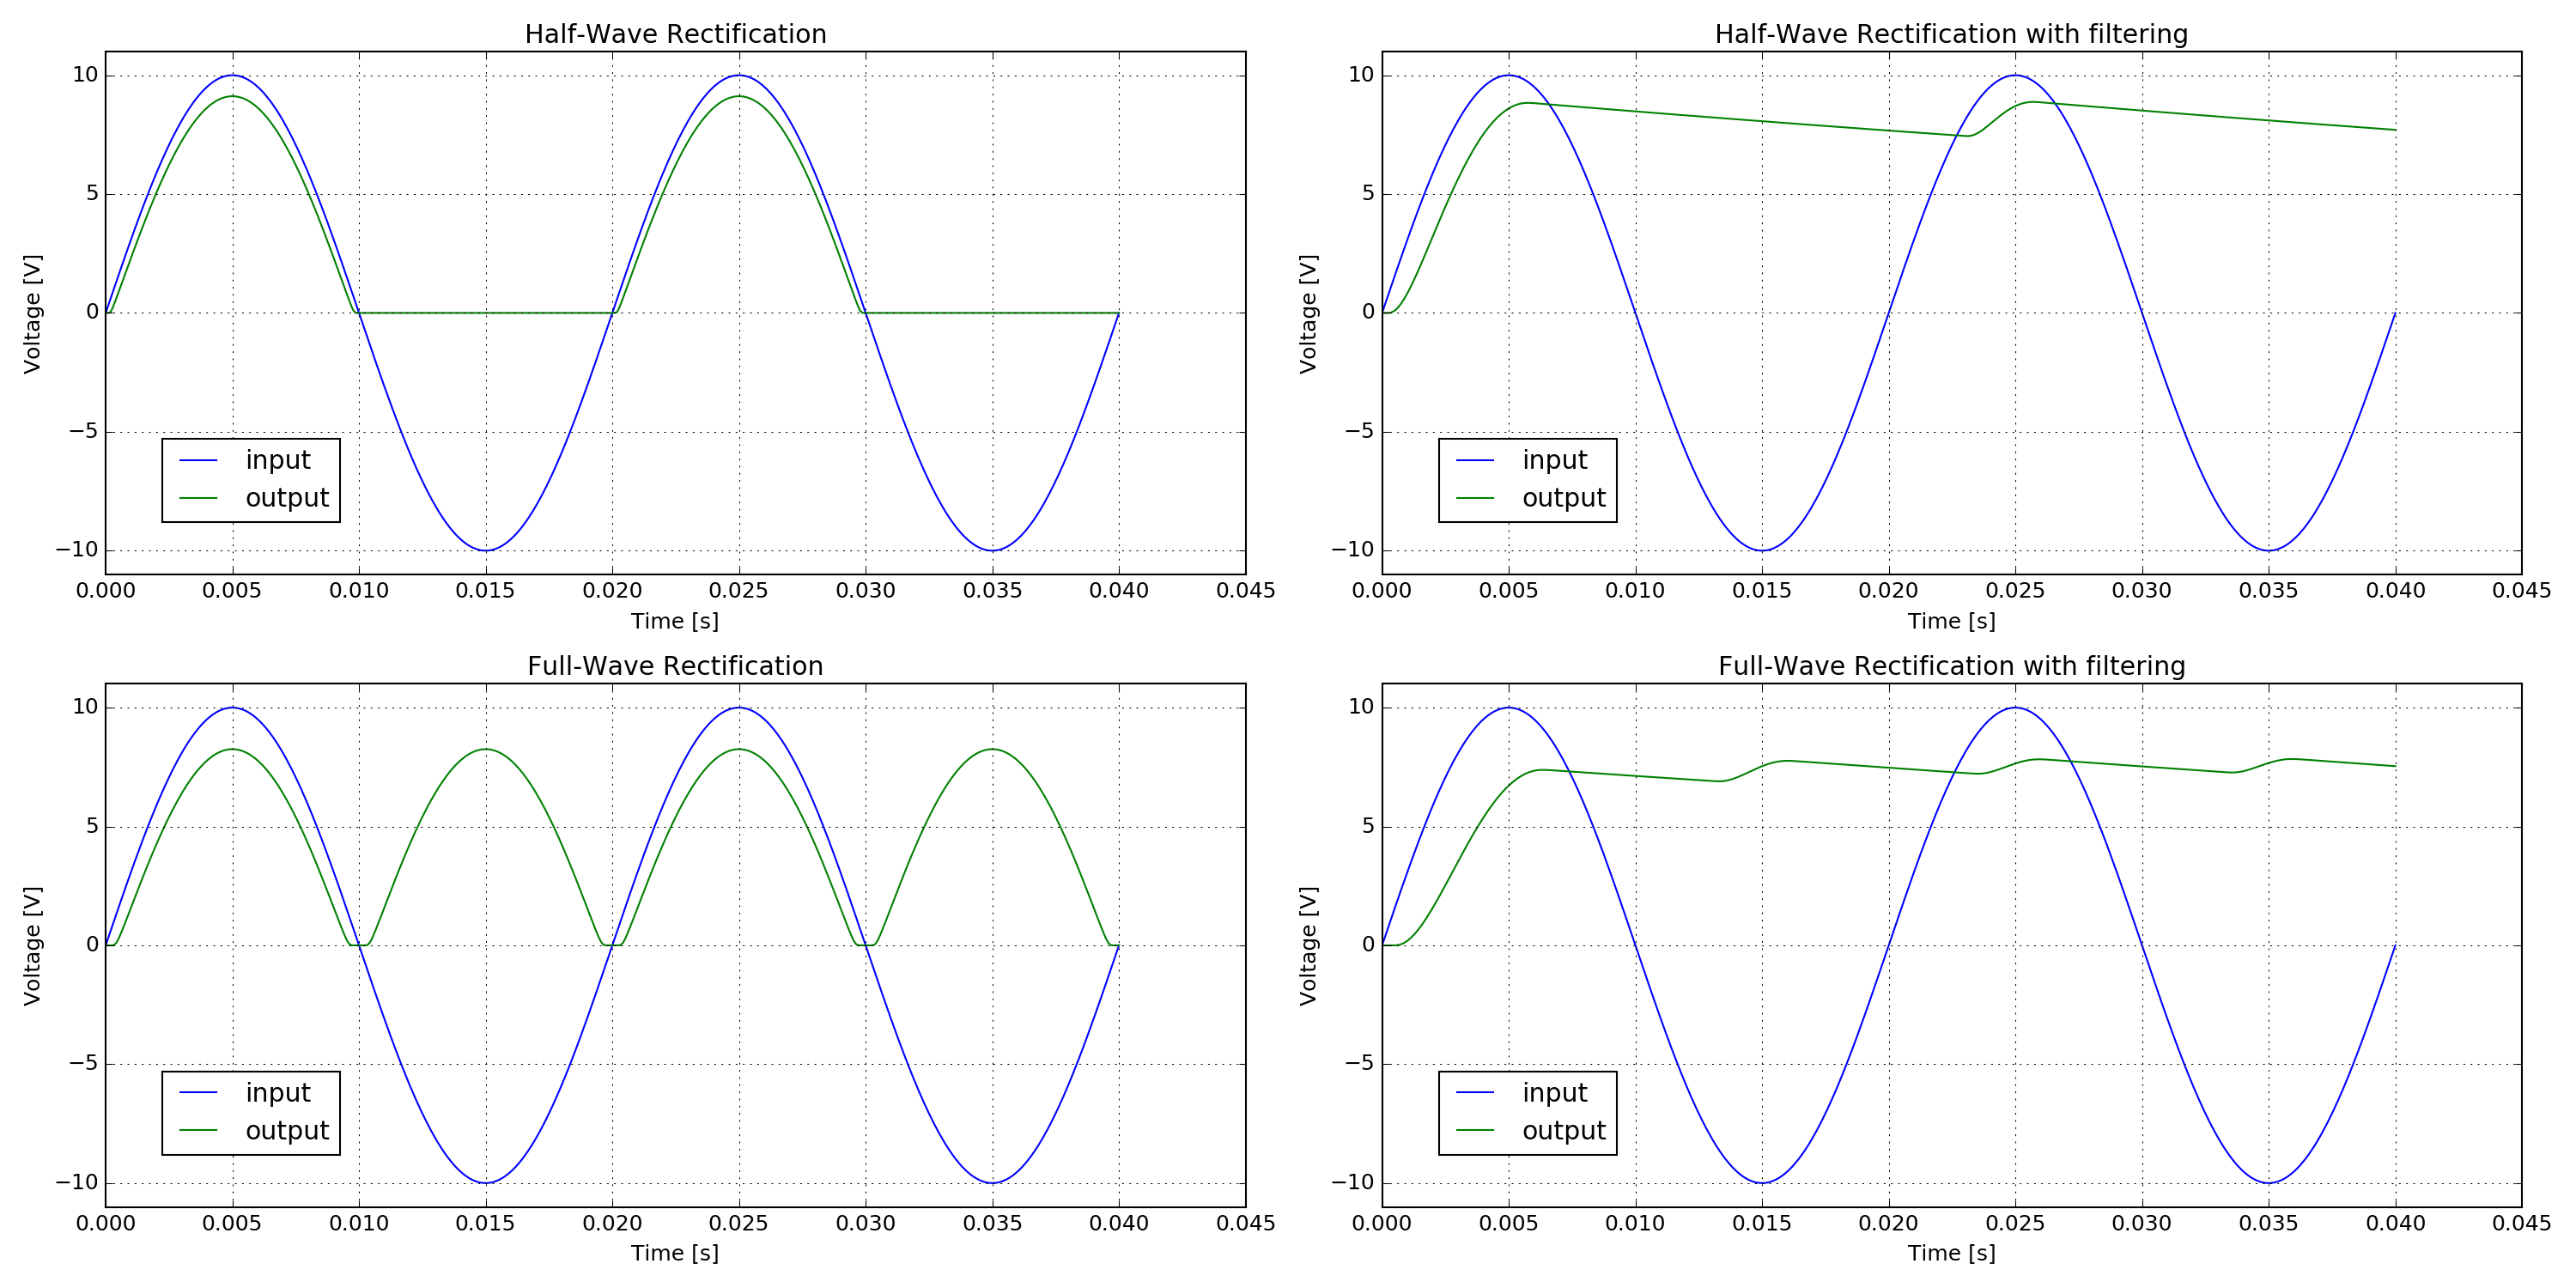 Half-Wave Rectification
10
5
0
−5
−10
Voltage [V]
input
output
0.000 0.005 0.010 0.015 0.020 0.025 0.030 0.035 0.040 0.045
Time [s]
Half-Wave Rectification with filtering
10
5
0
−5
−10
Voltage [V]
input
output
0.000 0.005 0.010 0.015 0.020 0.025 0.030 0.035 0.040 0.045
Time [s]
Full-Wave Rectification
10
5
0
−5
−10
Voltage [V]
input
output
0.000 0.005 0.010 0.015 0.020 0.025 0.030 0.035 0.040 0.045
Time [s]
Full-Wave Rectification with filtering
10
5
0
−5
−10
Voltage [V]
input
output
0.000 0.005 0.010 0.015 0.020 0.025 0.030 0.035 0.040 0.045
Time [s]